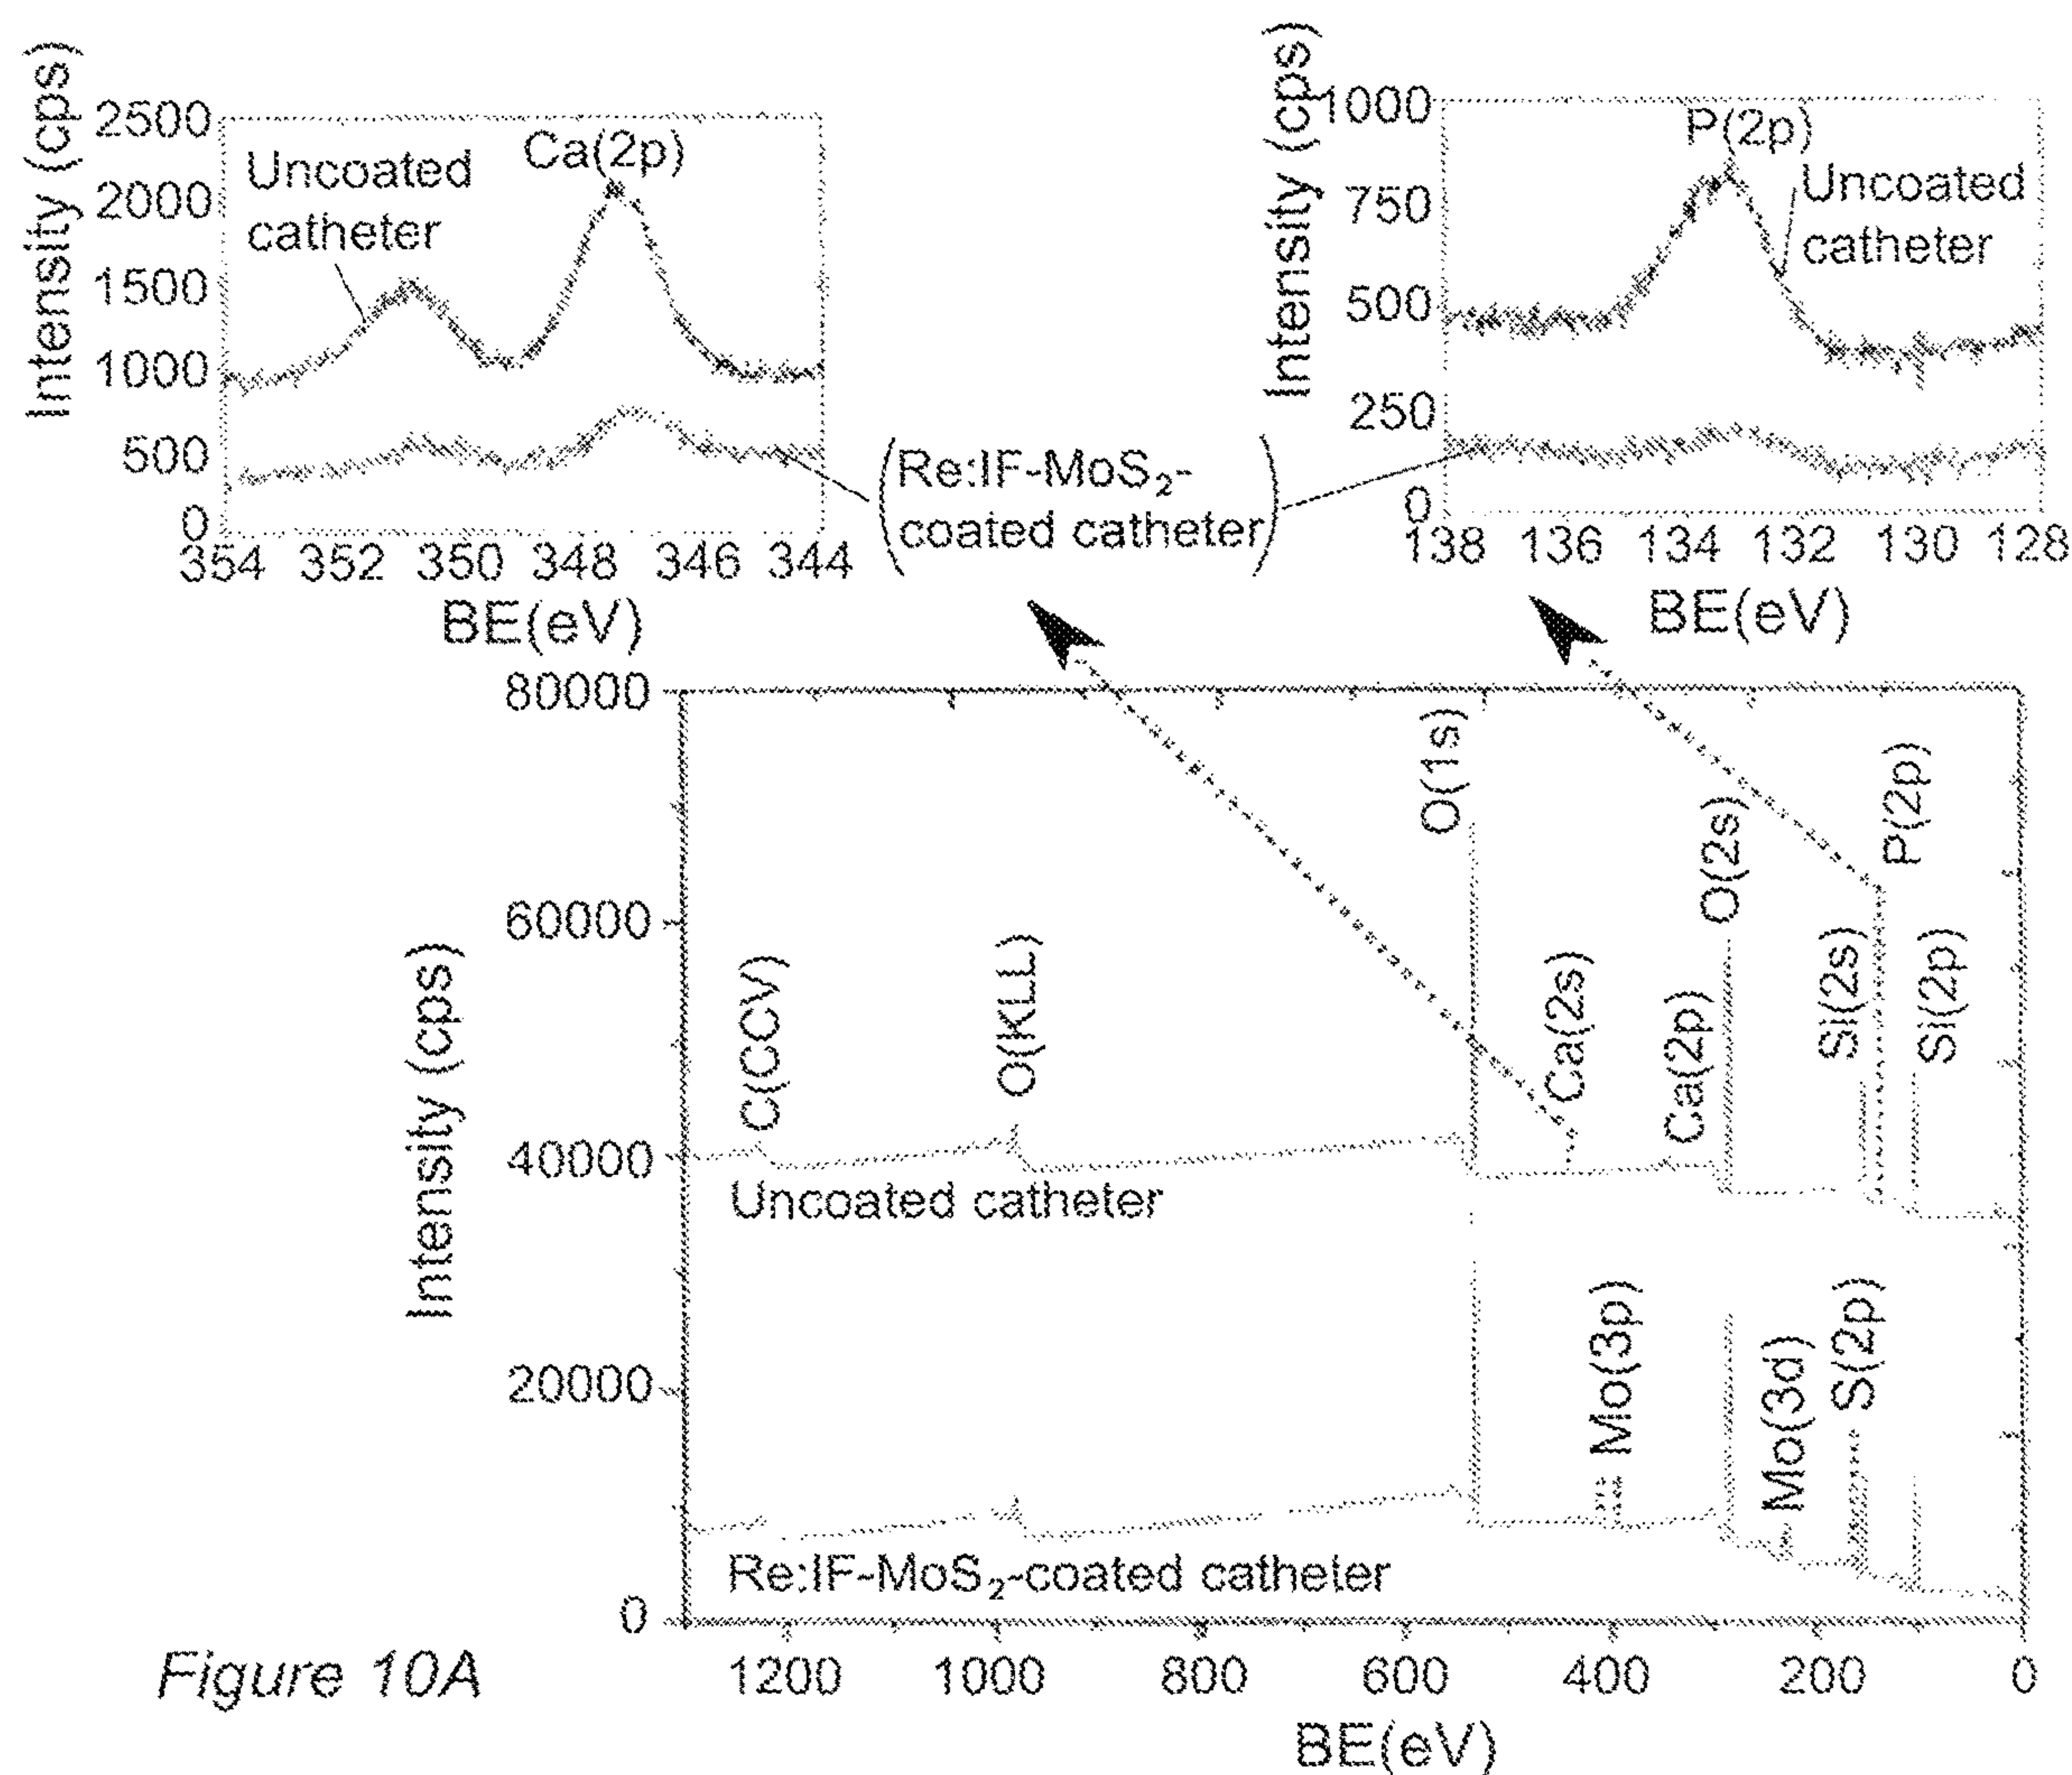 Intensity (cps)
2500
2000
1500
1000
500
0
Uncoated
catheter
Ca(2p)
354 352 350 348 346 344
BE(eV)
(Re:IF-MoS₂-
coated catheter)
Intensity (cps)
1000
750
500
250
0
P(2p)
Uncoated
catheter
138 136 134 132 130 128
BE(eV)
Intensity (cps)
80000
60000
40000
20000
0
C(CCV)
O(KLL)
O(1s)
Ca(2s)
Ca(2p)
O(2s)
Si(2s)
P(2p)
Si(2p)
Uncoated catheter
Mo(3p)
Mo(3d)
S(2p)
Re:IF-MoS₂-coated catheter
1200 1000 800 600 400 200 0
BE(eV)
Figure 10A